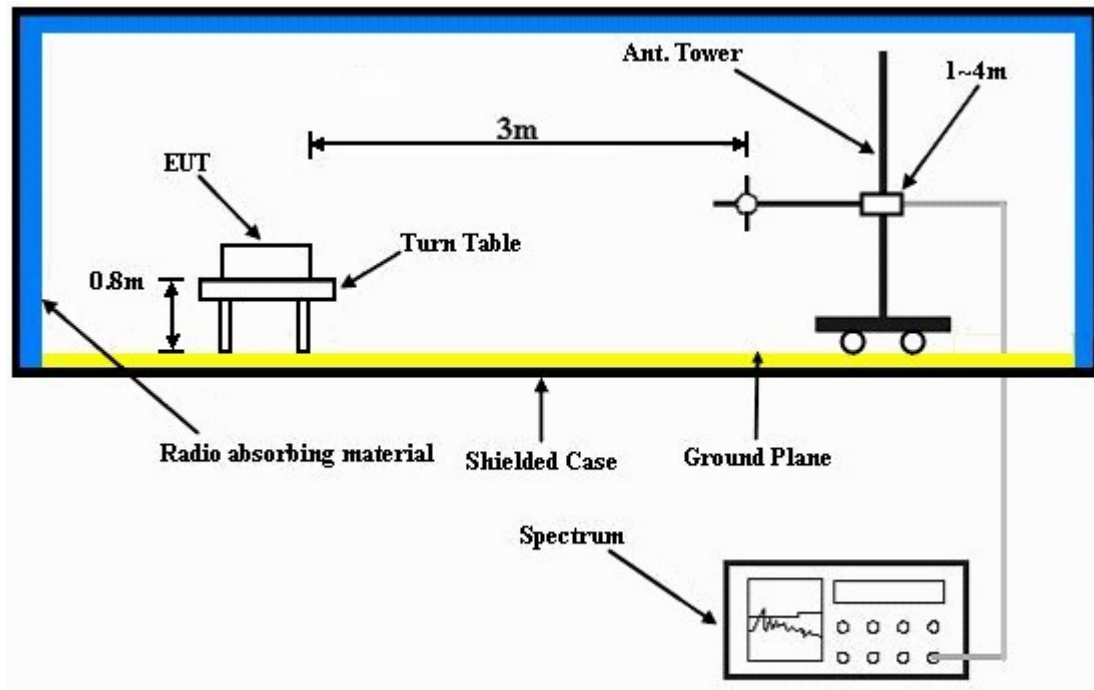 Ant. Tower
1~4m
3m
EUT
Turn Table
0.8m
Radio absorbing material
Shielded Case
Ground Plane
Spectrum